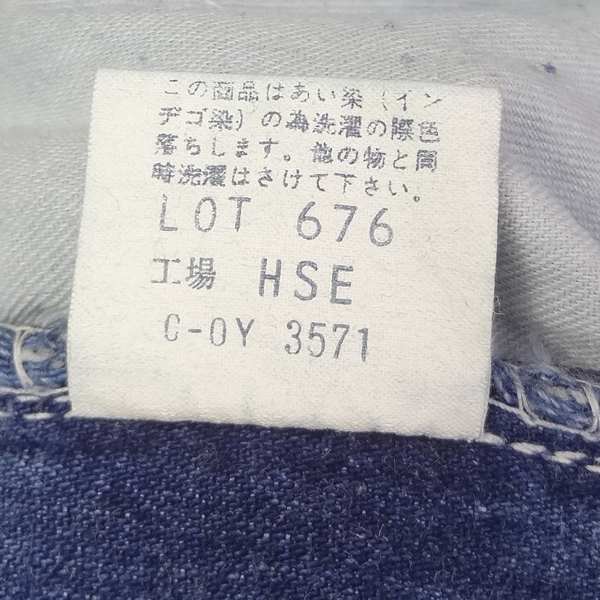 この商品はあい染（イン
ヂゴ染）の為洗濯の際色
落ちします。他の物と同
時洗濯はさけて下さい。
LOT 676
工場 HSE
C-OY 3571